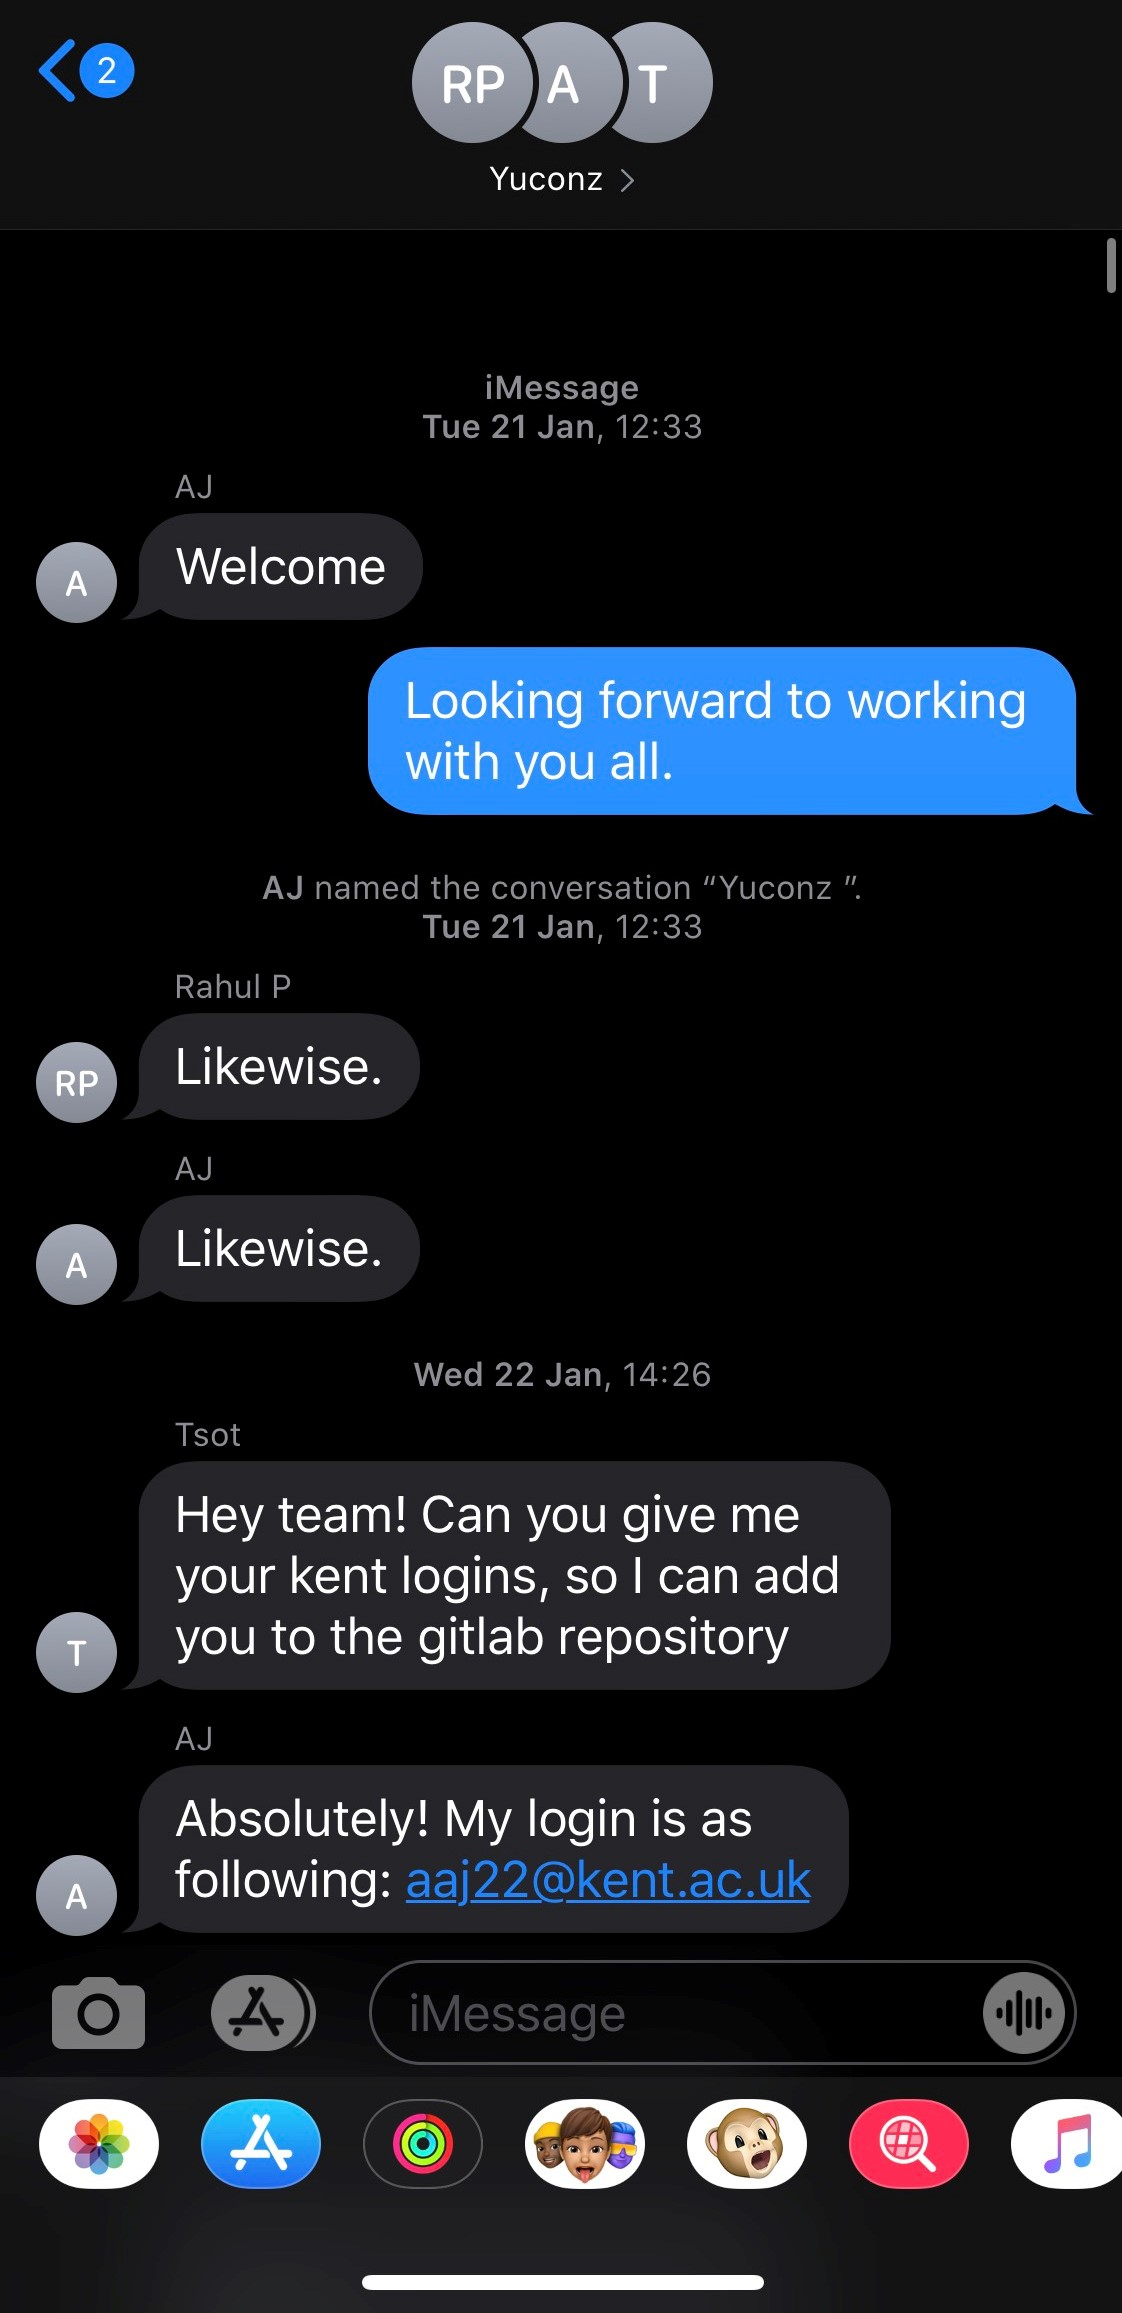 2
RP A T
Yuconz
iMessage
Tue 21 Jan, 12:33
AJ
A
Welcome
Looking forward to working
with you all.
AJ named the conversation “Yuconz ”.
Tue 21 Jan, 12:33
Rahul P
RP
Likewise.
AJ
A
Likewise.
Wed 22 Jan, 14:26
Tsot
Hey team! Can you give me
your kent logins, so I can add
you to the gitlab repository
T
AJ
Absolutely! My login is as
following: aaj22@kent.ac.uk
A
iMessage